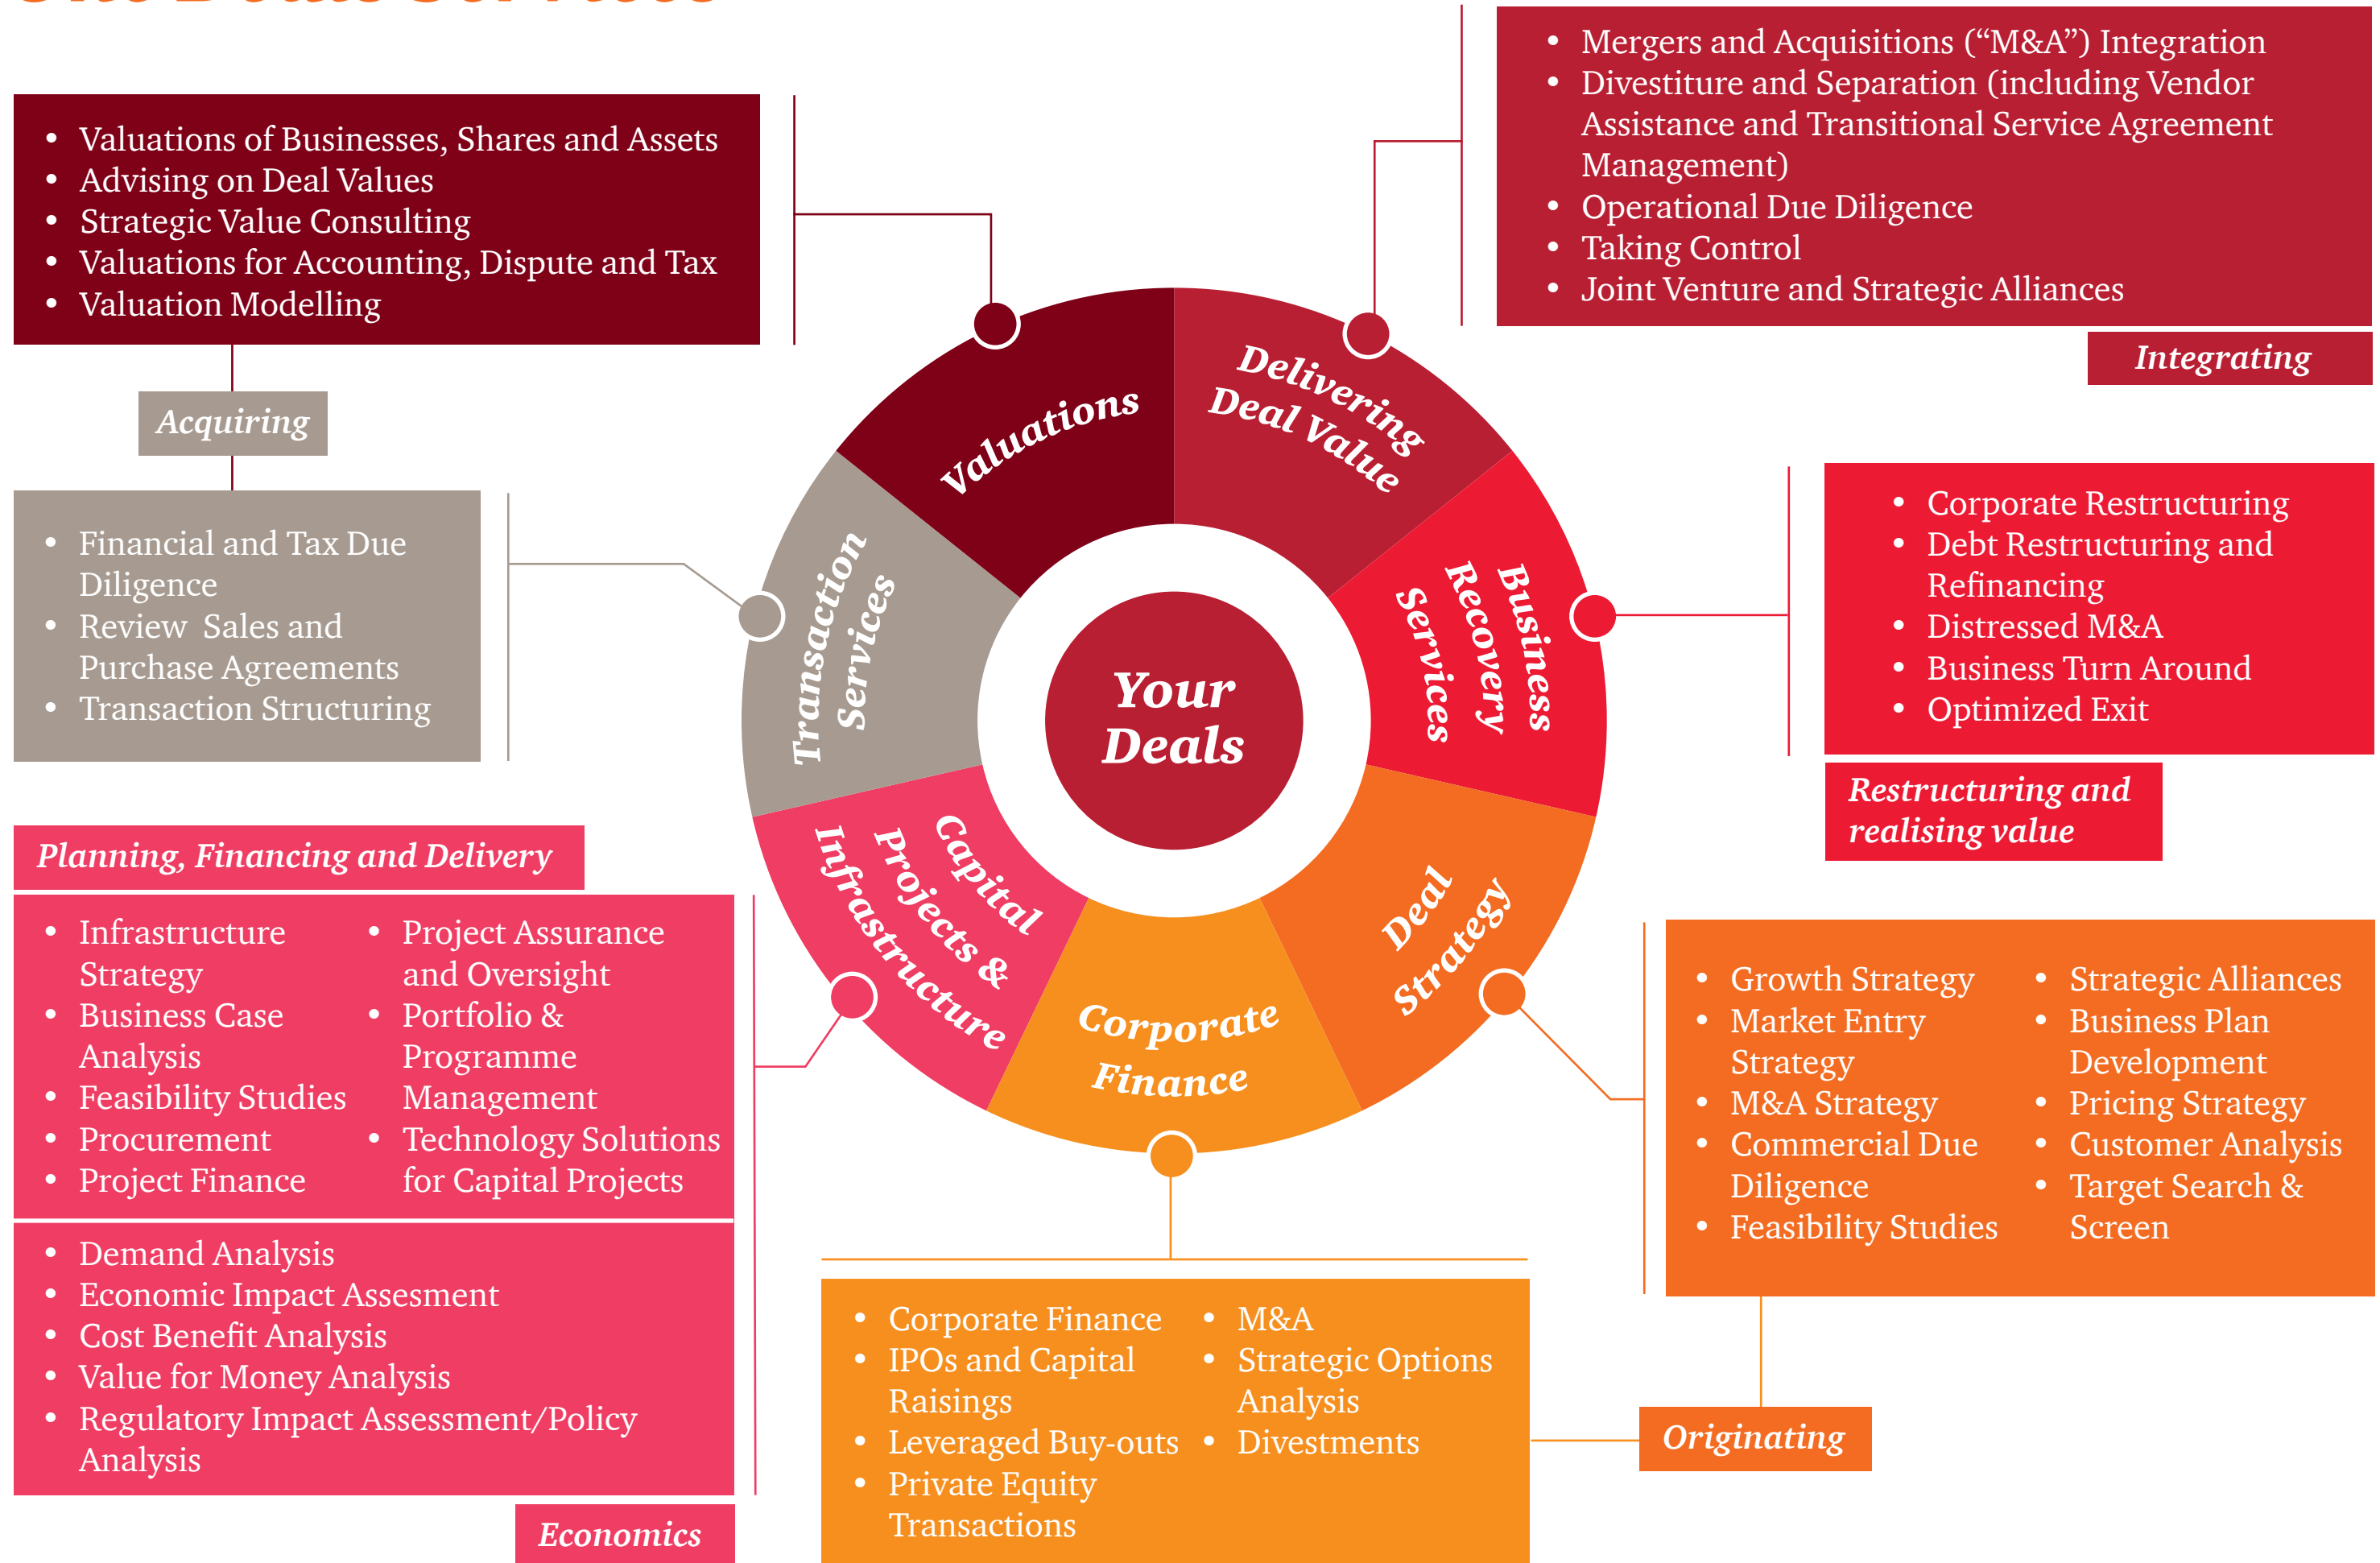 • Mergers and Acquisitions (“M&A”) Integration
• Divestiture and Separation (including Vendor
Assistance and Transitional Service Agreement
Management)
• Operational Due Diligence
• Taking Control
• Joint Venture and Strategic Alliances
Integrating
• Valuations of Businesses, Shares and Assets
• Advising on Deal Values
• Strategic Value Consulting
• Valuations for Accounting, Dispute and Tax
• Valuation Modelling
Acquiring
• Financial and Tax Due
Diligence
• Review Sales and
Purchase Agreements
• Transaction Structuring
Valuations
Delivering
Deal Value
Transaction
Services
Business
Recovery
Services
Your
Deals
Capital
Projects &
Infrastructure
Corporate
Finance
Deal
Strategy
• Corporate Restructuring
• Debt Restructuring and
Refinancing
• Distressed M&A
• Business Turn Around
• Optimized Exit
Restructuring and
realising value
Planning, Financing and Delivery
• Infrastructure
Strategy
• Business Case
Analysis
• Feasibility Studies
• Procurement
• Project Finance
• Project Assurance
and Oversight
• Portfolio &
Programme
Management
• Technology Solutions
for Capital Projects
• Demand Analysis
• Economic Impact Assesment
• Cost Benefit Analysis
• Value for Money Analysis
• Regulatory Impact Assessment/Policy
Analysis
Economics
• Growth Strategy
• Market Entry
Strategy
• M&A Strategy
• Commercial Due
Diligence
• Feasibility Studies
• Strategic Alliances
• Business Plan
Development
• Pricing Strategy
• Customer Analysis
• Target Search &
Screen
• Corporate Finance
• IPOs and Capital
Raisings
• Leveraged Buy-outs
• Private Equity
Transactions
• M&A
• Strategic Options
Analysis
• Divestments
Originating